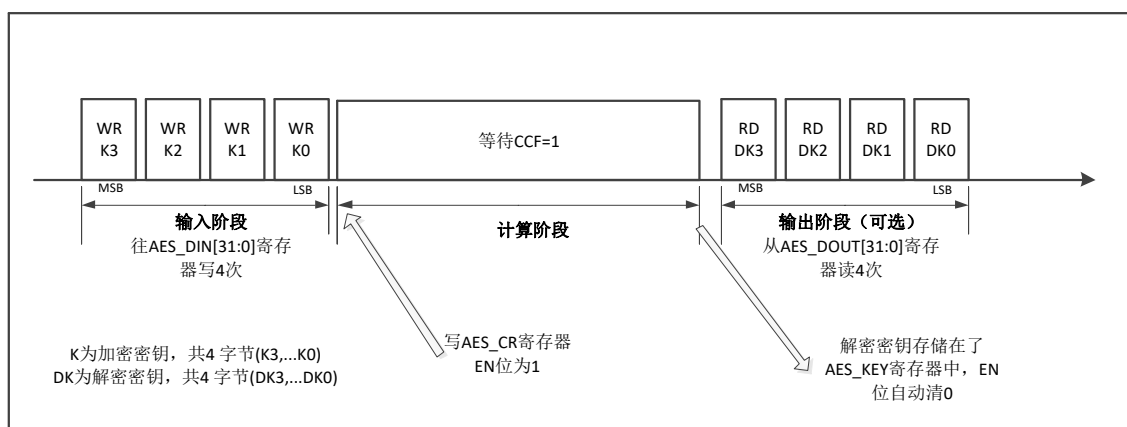 WR
K3
WR
K2
WR
K1
WR
K0
等待CCF=1
RD
DK3
RD
DK2
RD
DK1
RD
DK0
MSB
LSB
MSB
LSB
输入阶段
往AES_DIN[31:0]寄存
器写4次
计算阶段
输出阶段（可选）
从AES_DOUT[31:0]寄存
器读4次
写AES_CR寄存器
EN位为1
K为加密密钥，共4 字节(K3,...K0)
DK为解密密钥，共4 字节(DK3,...DK0)
解密密钥存储在了
AES_KEY寄存器中，EN
位自动清0